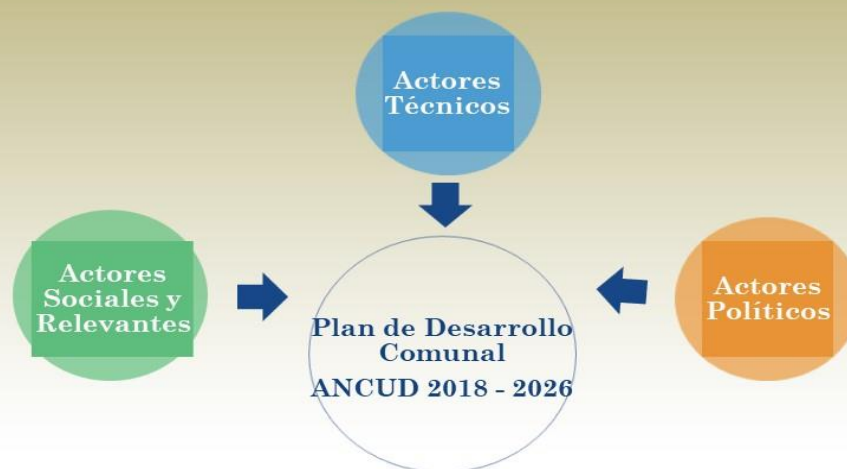 Actores
Técnicos
Actores
Sociales y
Relevantes
Actores
Políticos
Plan de Desarrollo
Comunal
ANCUD 2018 - 2026